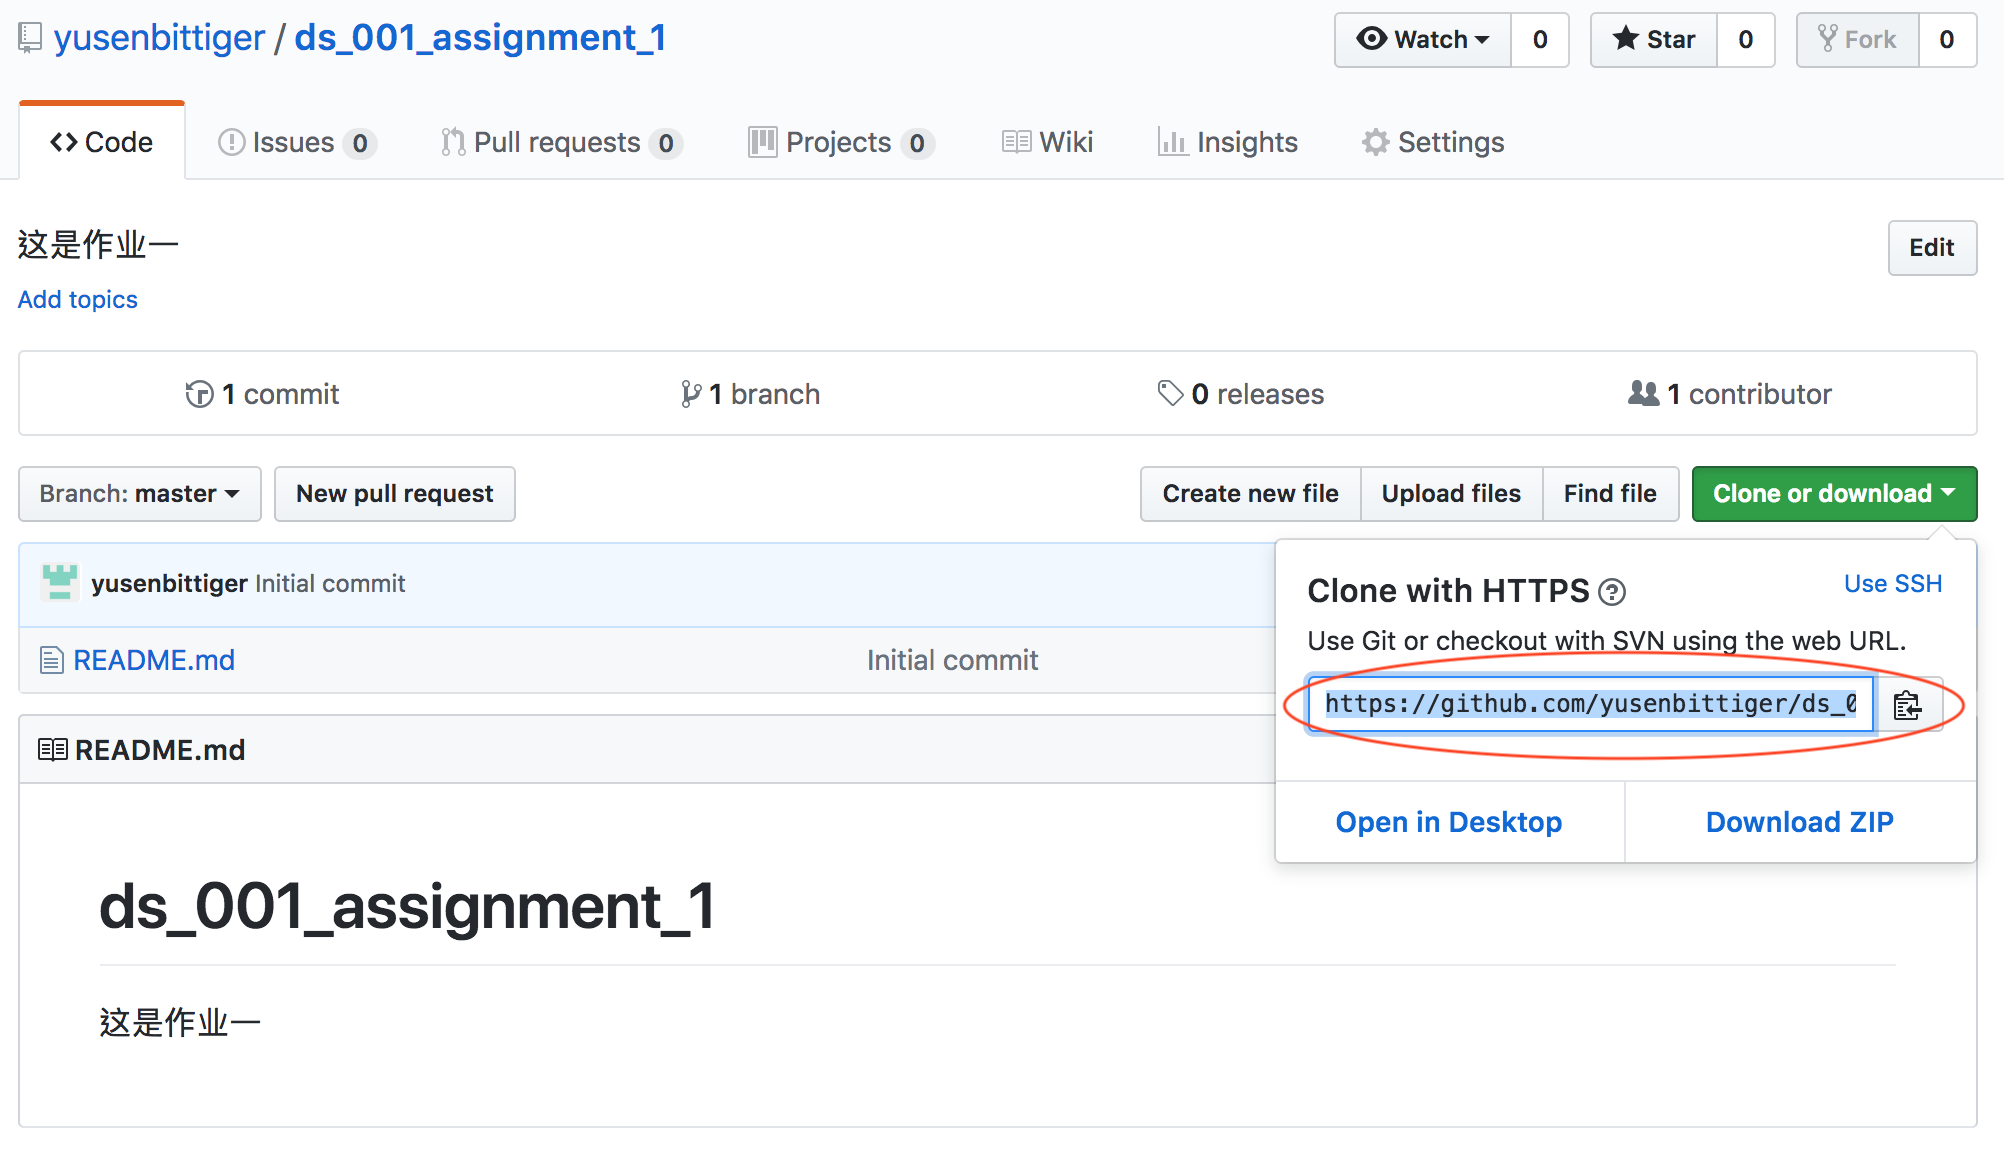 yusenbittiger / ds_001_assignment_1
Watch 0 Star 0 Fork 0
Code Issues 0 Pull requests 0 Projects 0 Wiki Insights Settings
这是作业一
Edit
Add topics
1 commit 1 branch 0 releases 1 contributor
Branch: master New pull request Create new file Upload files Find file Clone or download
yusenbittiger Initial commit
Clone with HTTPS Use SSH
Use Git or checkout with SVN using the web URL.
README.md Initial commit
https://github.com/yusenbittiger/ds_0
README.md
Open in Desktop Download ZIP
ds_001_assignment_1
这是作业一